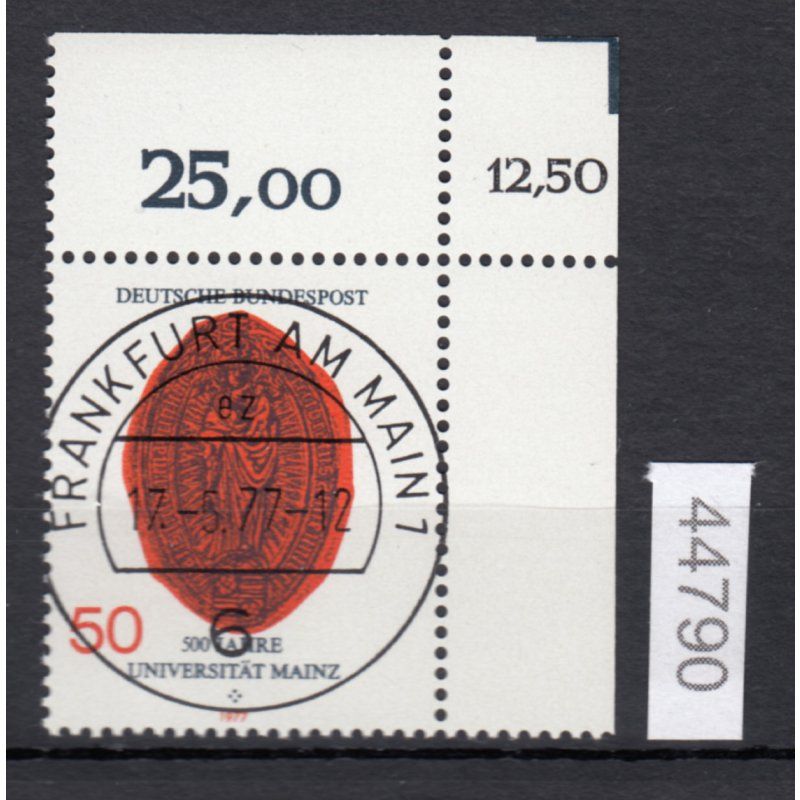 25,00
12,50
DEUTSCHE BUNDESPOST
FRANKFURT AM MAIN 1
ez
17.-5.77-12
6
50
500 JAHRE
UNIVERSITÄT MAINZ
1977
44790